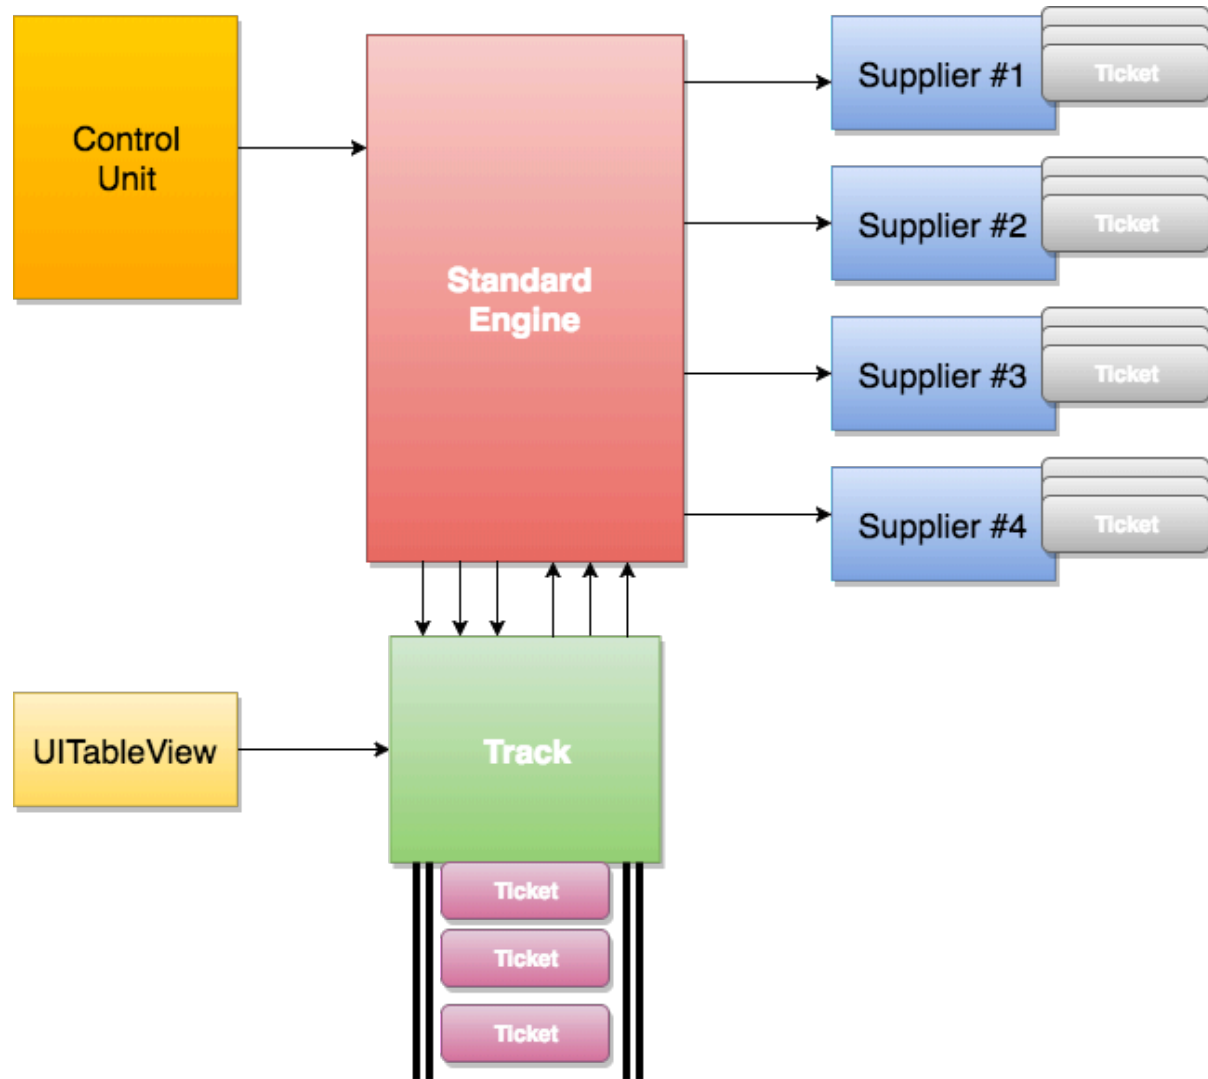 Control
Unit
Standard
Engine
Supplier #1
Ticket
Supplier #2
Ticket
Supplier #3
Ticket
Supplier #4
Ticket
UITableView
Track
Ticket
Ticket
Ticket